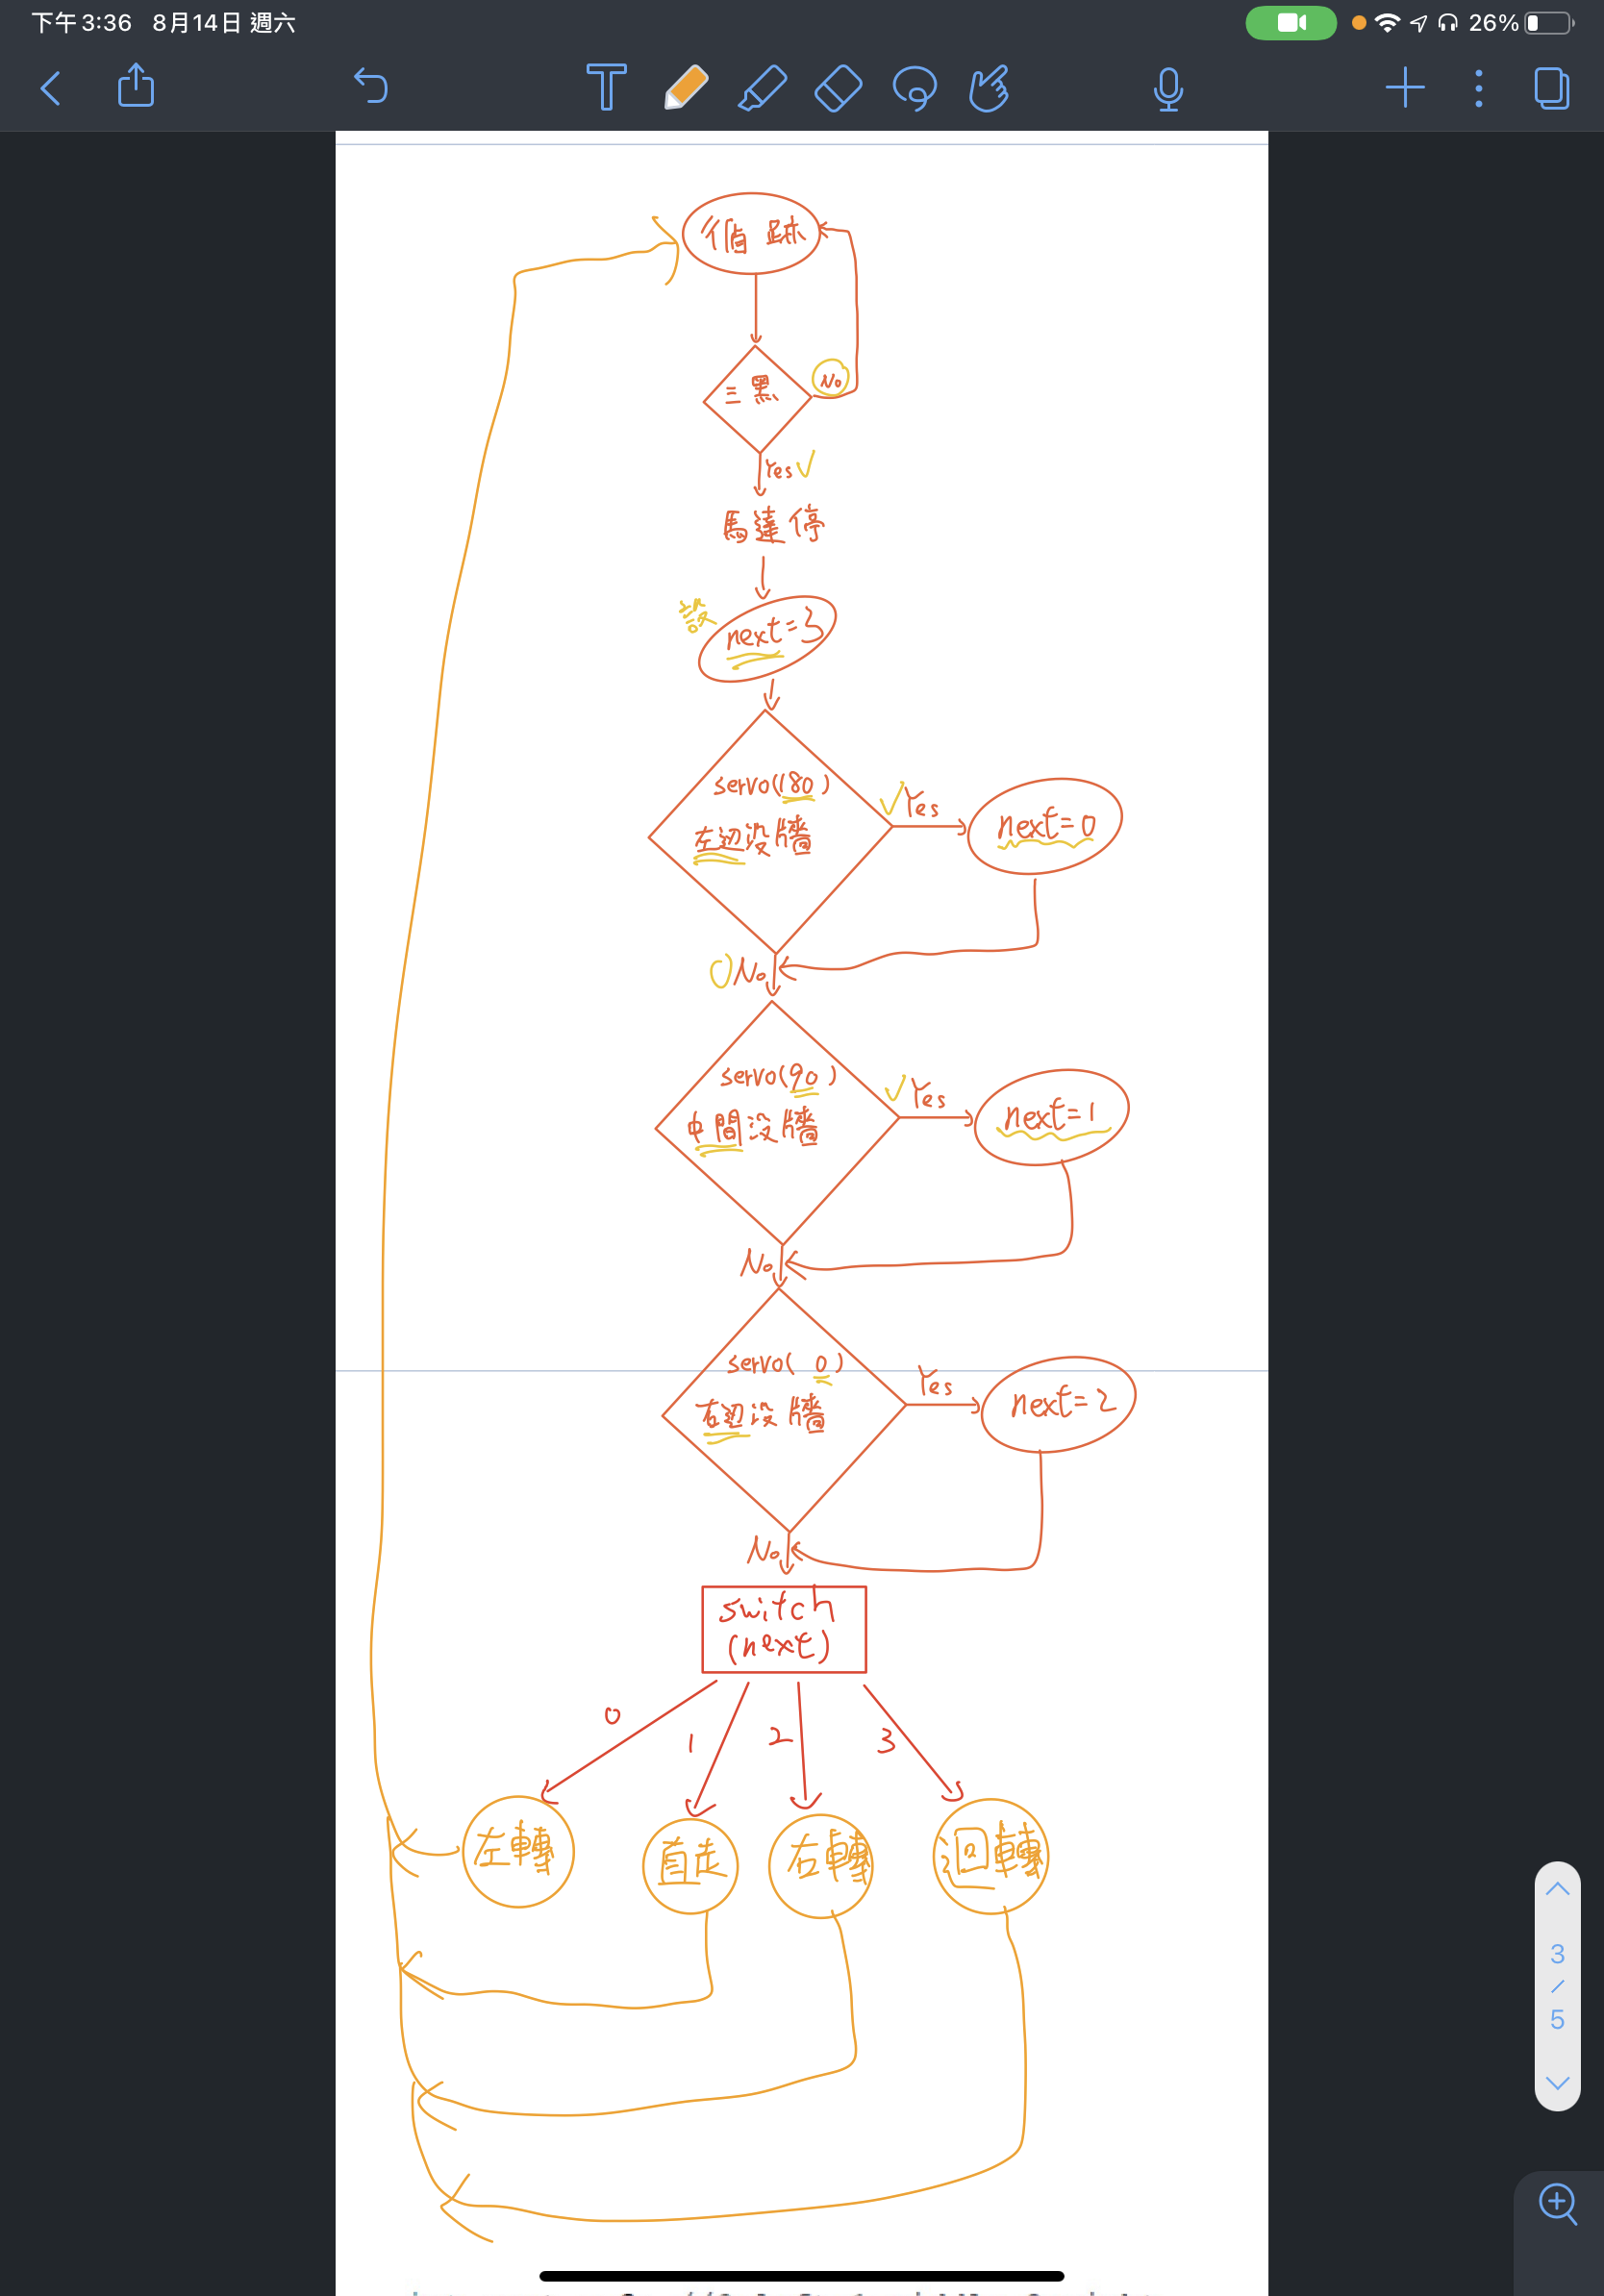 下午3:36 8月14日 週六
26%
循跡
三黑
No
Yes
馬達停
設
next=3
servo(180)
左边沒牆
Yes
next=0
No
servo(90)
中間沒牆
Yes
next=1
No
servo( 0)
右边沒牆
Yes
next=2
No
switch
(next)
0
1
2
3
左轉
直走
右轉
迴轉
3
/
5